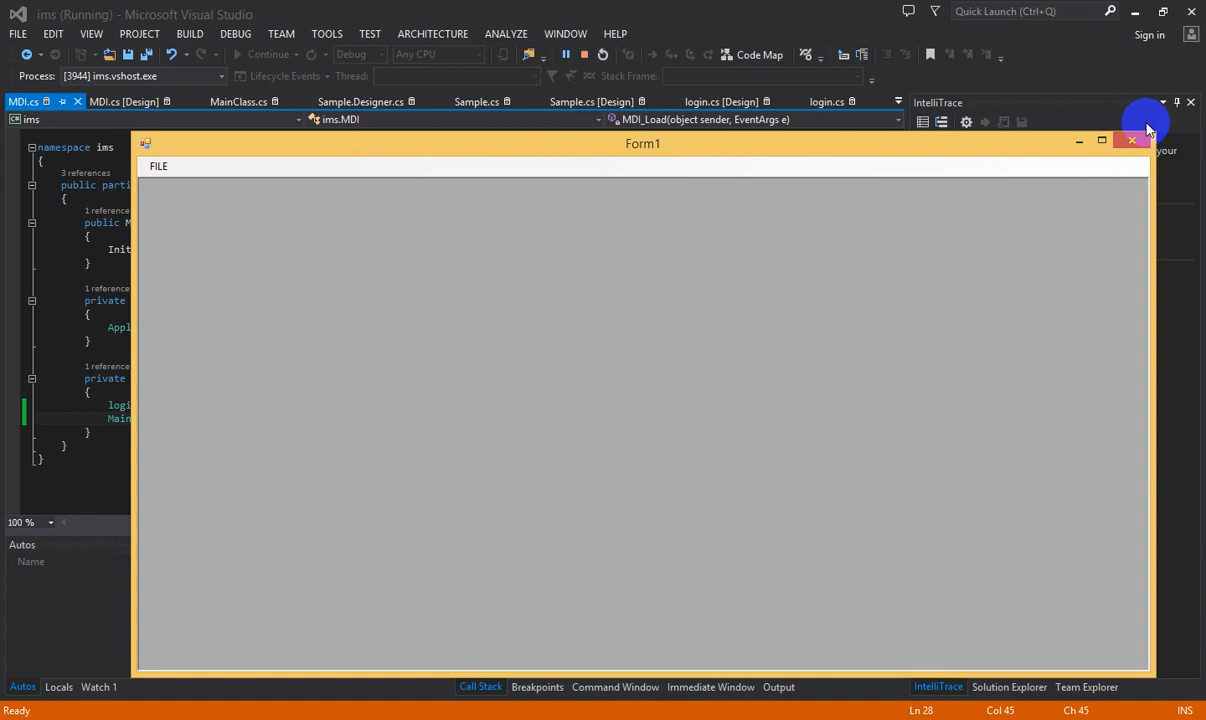 ims (Running) - Microsoft Visual Studio
Quick Launch (Ctrl+Q)
FILE EDIT VIEW PROJECT BUILD DEBUG TEAM TOOLS TEST ARCHITECTURE ANALYZE WINDOW HELP
Sign in
Continue Debug Any CPU Code Map
Process: [3944] ims.vshost.exe Lifecycle Events Thread: Stack Frame:
MDI.cs MDI.cs [Design] MainClass.cs Sample.Designer.cs Sample.cs Sample.cs [Design] login.cs [Design] login.cs
IntelliTrace
ims ims.MDI MDI_Load(object sender, EventArgs e)
Form1
your
FILE
namespace ims
{
3 references
public parti
{
1 reference
public M
{
Init
}
1 reference
private
{
Appl
}
1 reference
private
{
logi
Main
}
}
}
100 %
Autos
Name
Autos Locals Watch 1
Call Stack Breakpoints Command Window Immediate Window Output
IntelliTrace Solution Explorer Team Explorer
Ready
Ln 28 Col 45 Ch 45 INS